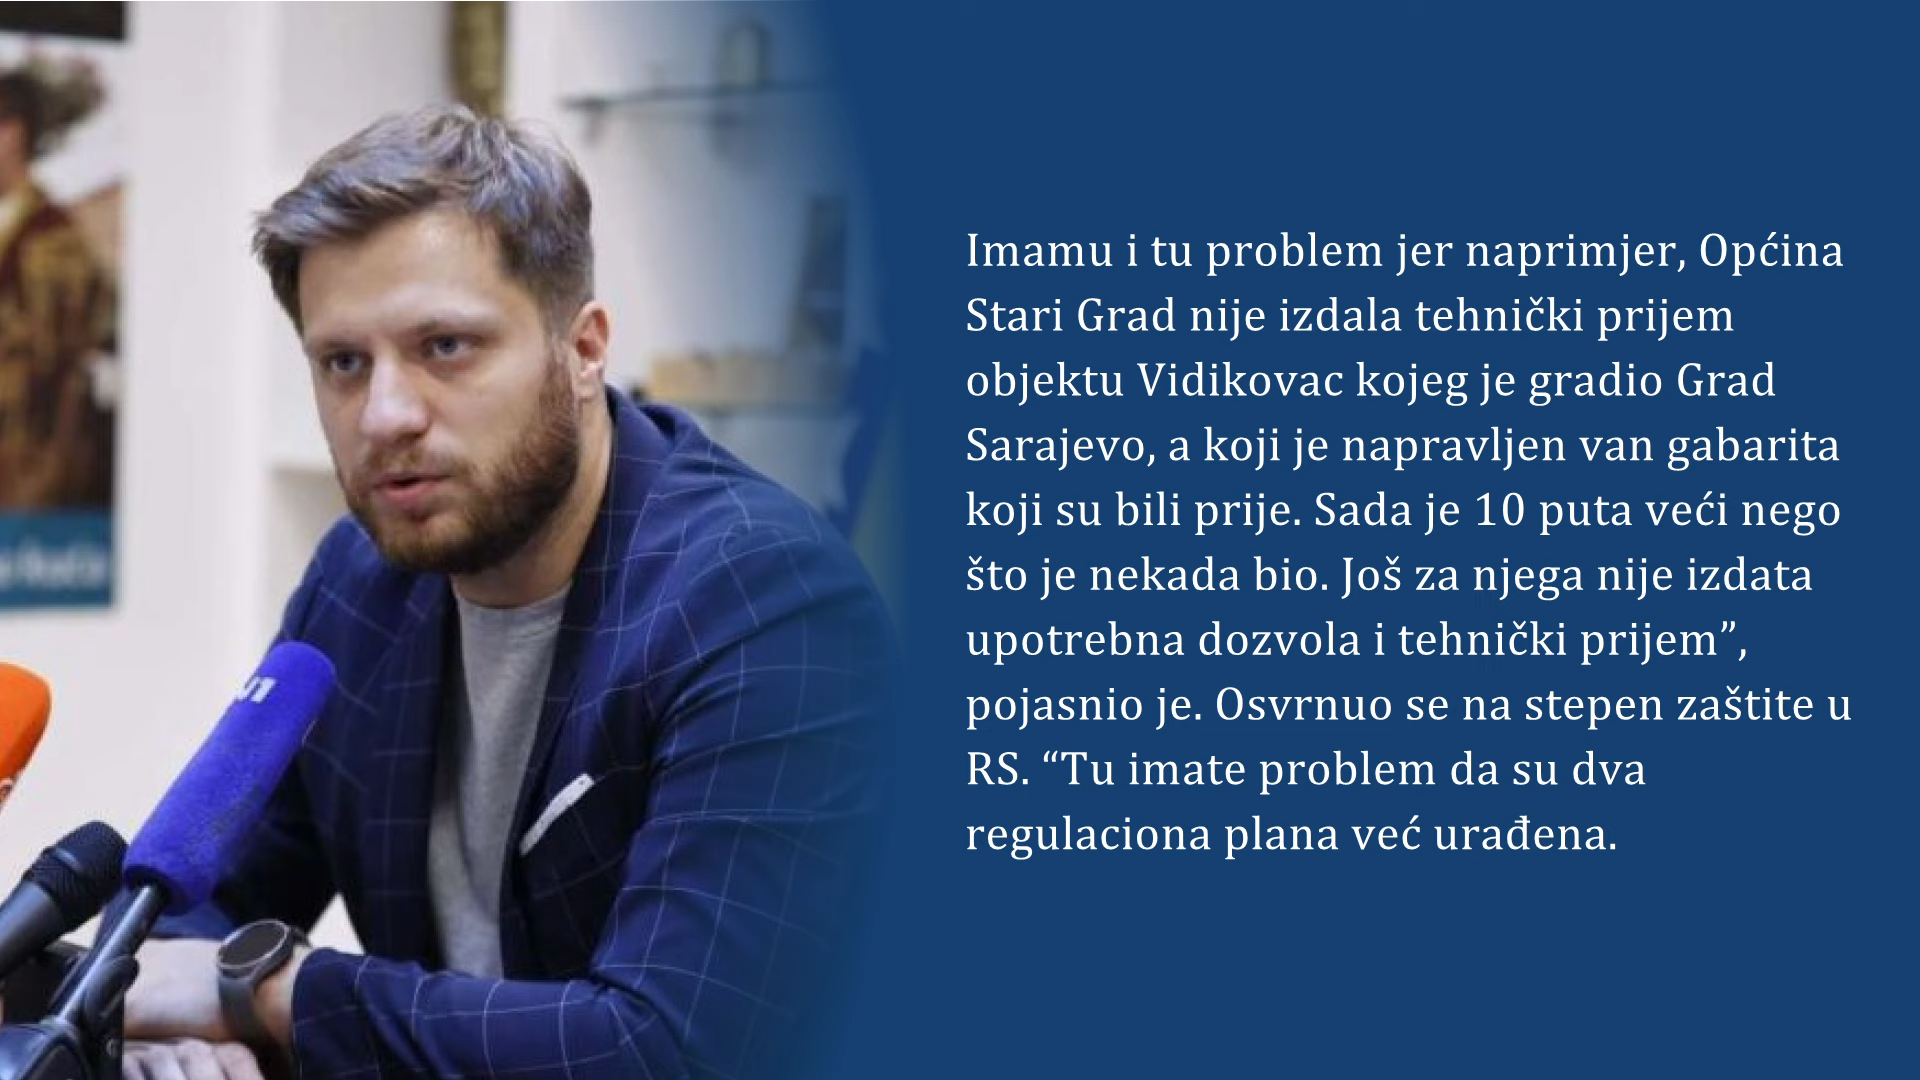 Imamu i tu problem jer naprimjer, Općina
Stari Grad nije izdala tehnički prijem
objektu Vidikovac kojeg je gradio Grad
Sarajevo, a koji je napravljen van gabarita
koji su bili prije. Sada je 10 puta veći nego
što je nekada bio. Još za njega nije izdata
upotrebna dozvola i tehnički prijem”,
pojasnio je. Osvrnuo se na stepen zaštite u
RS. “Tu imate problem da su dva
regulaciona plana već urađena.